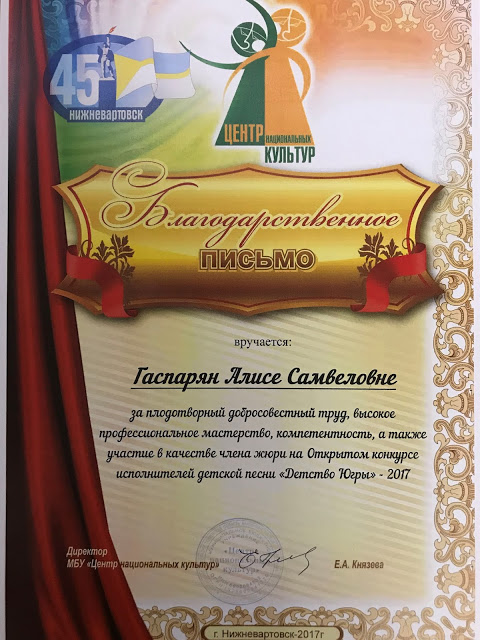 45
НИЖНЕВАРТОВСК
ЦЕНТР
НАЦИОНАЛЬНЫХ
КУЛЬТУР
Благодарственное
ПИСЬМО
вручается:
Гаспарян Алисе Самвеловне
за плодотворный добросовестный труд, высокое
профессиональное мастерство, компетентность, а также
участие в качестве члена жюри на Открытом конкурсе
исполнителей детской песни «Детство Югры» - 2017
Директор
МБУ «Центр национальных культур»
Е.А. Князева
г. Нижневартовск-2017г